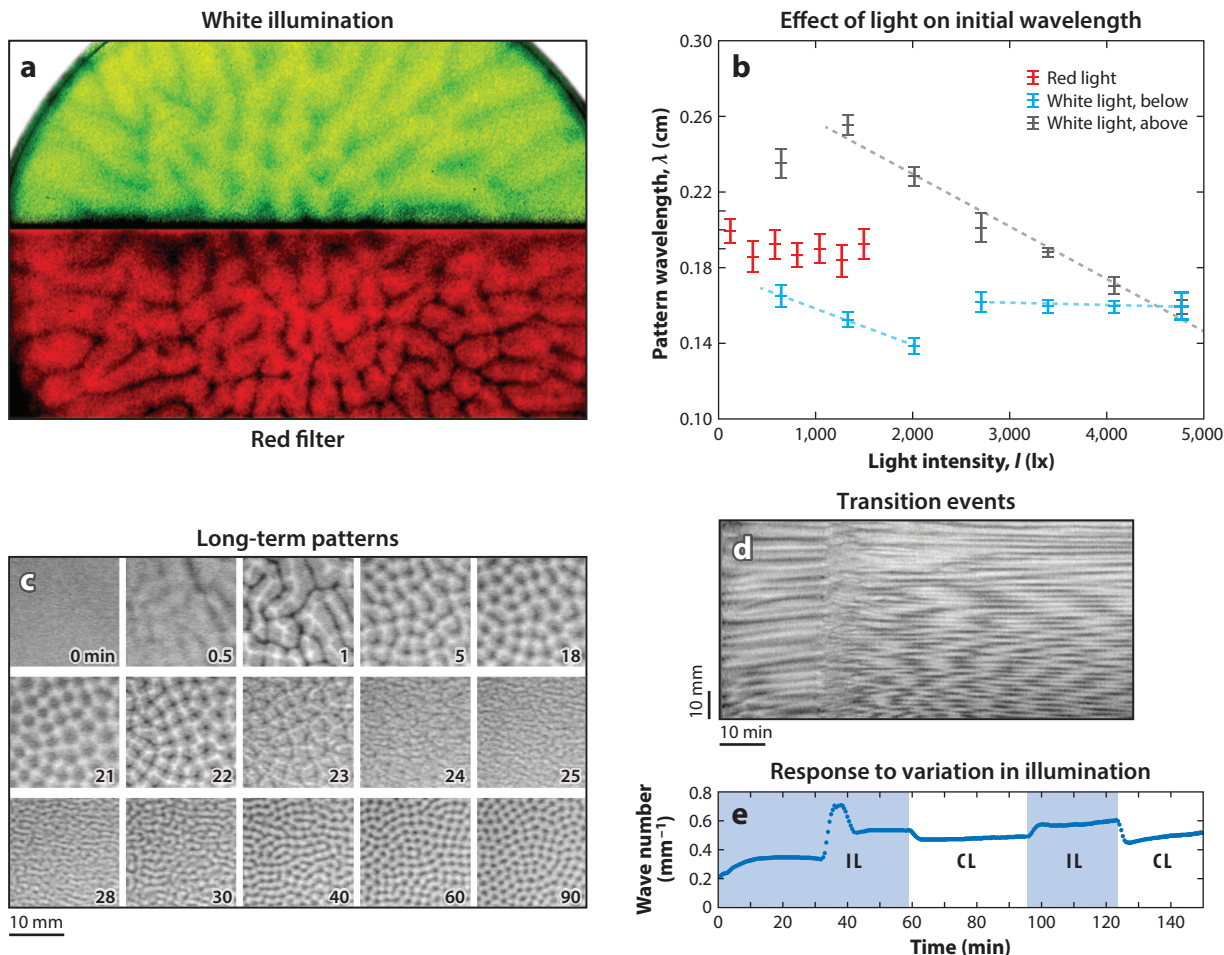 White illumination
a
Red filter
Effect of light on initial wavelength
b
0.30
0.26
0.22
0.18
0.14
0.10
Pattern wavelength, λ (cm)
Red light
White light, below
White light, above
0
1,000
2,000
3,000
4,000
5,000
Light intensity, I (lx)
Long-term patterns
c
0 min
0.5
1
5
18
21
22
23
24
25
28
30
40
60
90
10 mm
Transition events
d
10 mm
10 min
Response to variation in illumination
e
Wave number
(mm⁻¹)
0.8
0.6
0.4
0.2
0
IL
CL
IL
CL
0
20
40
60
80
100
120
140
Time (min)